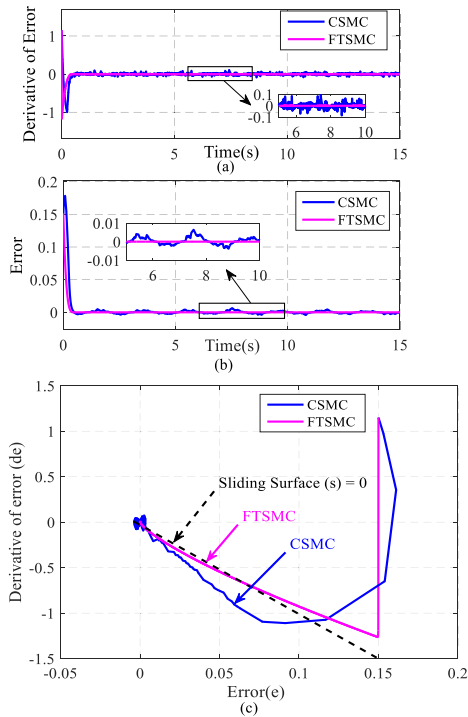 Derivative of Error
1
0
-1
CSMC
FTSMC
0.1
0
-0.1
6 8 10
0 5 10 15
Time(s)
(a)
Error
0.2
0.15
0.1
0.05
0
CSMC
FTSMC
0.01
0
-0.01
6 8 10
0 5 10 15
Time(s)
(b)
Derivative of error (de)
1.5
1
0.5
0
-0.5
-1
-1.5
CSMC
FTSMC
Sliding Surface (s) = 0
FTSMC
CSMC
-0.05 0 0.05 0.1 0.15 0.2
Error(e)
(c)